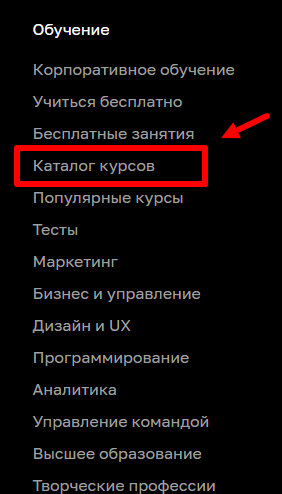 Обучение
Корпоративное обучение
Учиться бесплатно
Бесплатные занятия
Каталог курсов
Популярные курсы
Тесты
Маркетинг
Бизнес и управление
Дизайн и UX
Программирование
Аналитика
Управление командой
Высшее образование
Творческие профессии